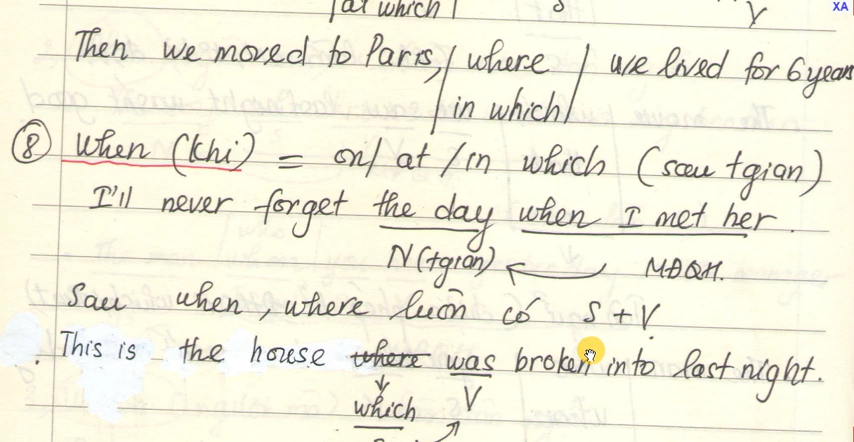 at which S V
Then we moved to Paris, / where / we lived for 6 years
in which
⑧ When (khi) = on/ at /in which (sau tgian)
I'll never forget the day when I met her.
N(tgian) ← MĐQH.
Sau when, where luôn có S + V
This is the house where was broken into last night.
↓ which V